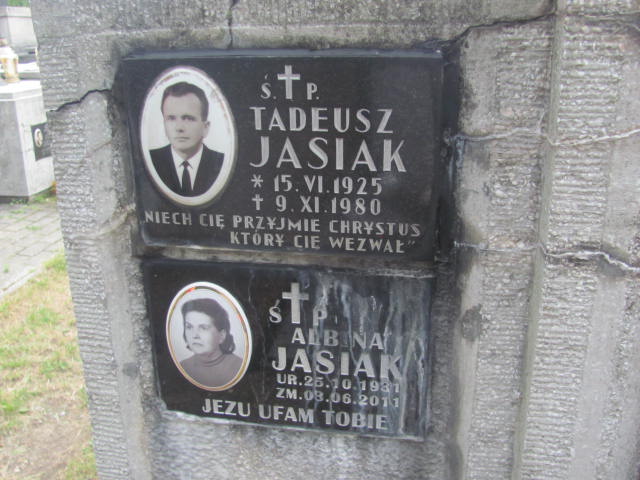 Ś. P.
TADEUSZ
JASIAK
* 15.VI.1925
† 9.XI.1980
„NIECH CIĘ PRZYJMIE CHRYSTUS
KTÓRY CIĘ WEZWAŁ”
Ś P.
ALBINA
JASIAK
UR.25.10.1931
ZM.03.06.2011
JEZU UFAM TOBIE